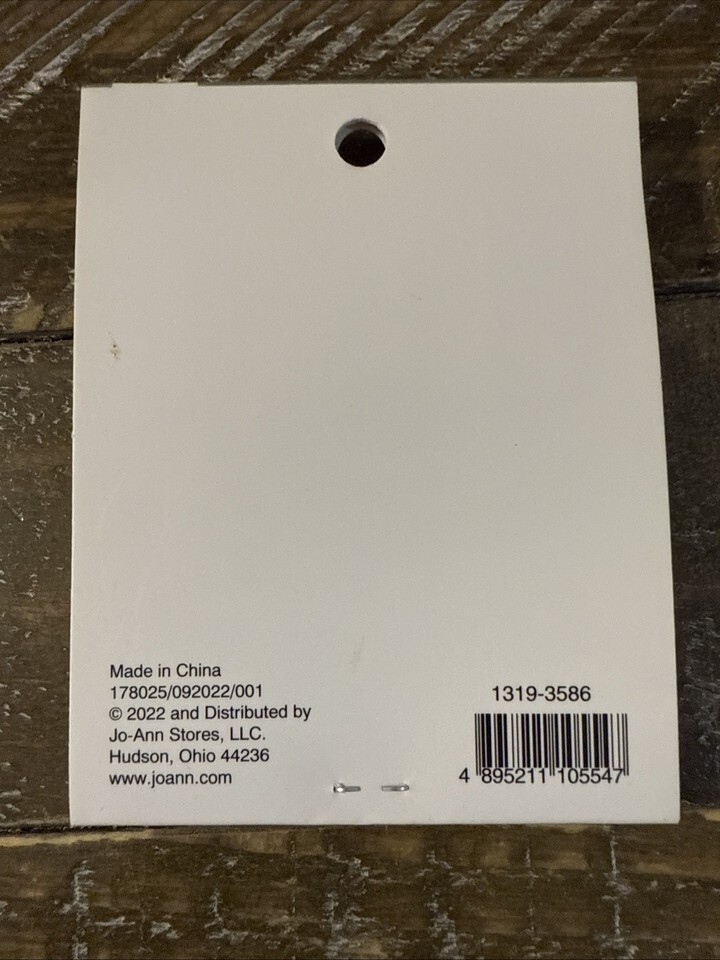 Made in China
178025/092022/001
© 2022 and Distributed by
Jo-Ann Stores, LLC.
Hudson, Ohio 44236
www.joann.com
1319-3586
4 895211 105547